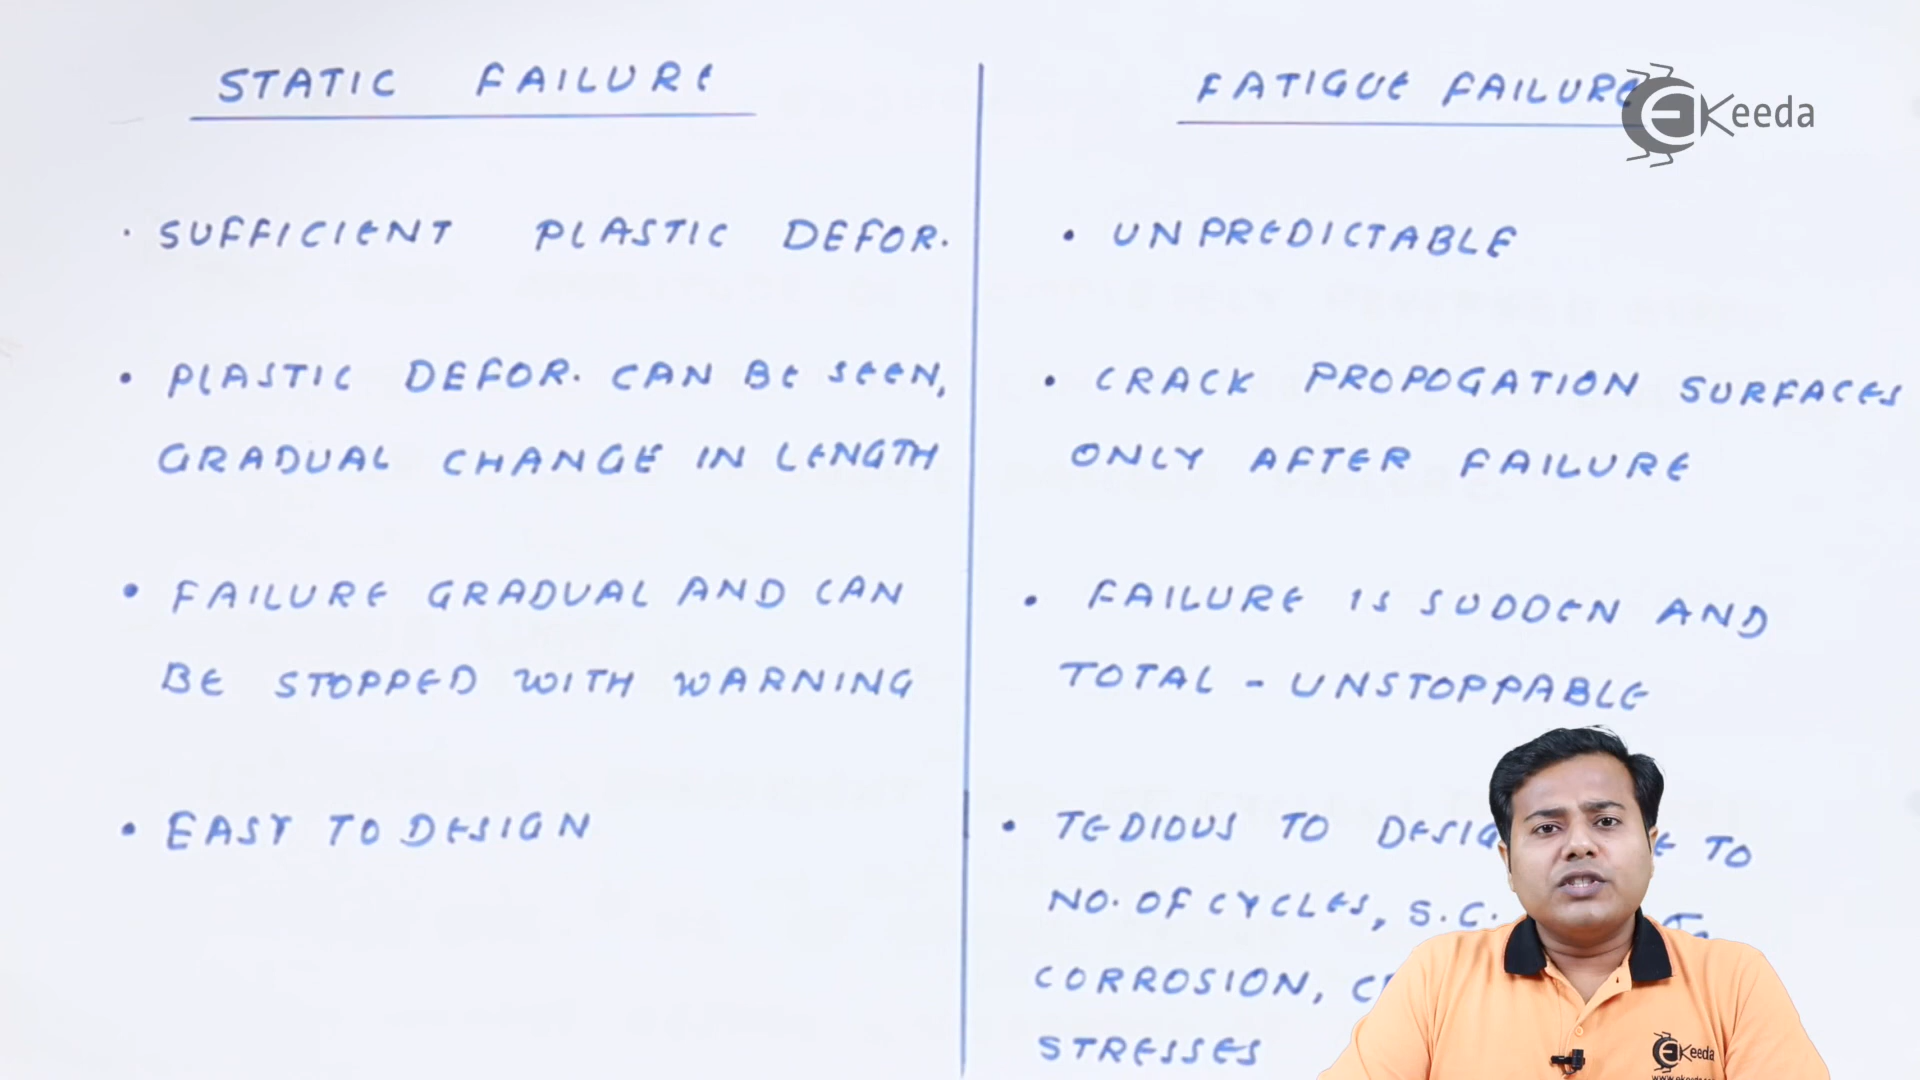 STATIC FAILURE
• SUFFICIENT PLASTIC DEFOR.
• PLASTIC DEFOR. CAN BE SEEN,
GRADUAL CHANGE IN LENGTH
• FAILURE GRADUAL AND CAN
BE STOPPED WITH WARNING
• EASY TO DESIGN
FATIGUE FAILURE
• UNPREDICTABLE
• CRACK PROPOGATION SURFACES
ONLY AFTER FAILURE
• FAILURE IS SUDDEN AND
TOTAL - UNSTOPPABLE
• TEDIOUS TO TO
NO. OF CYCLES, S.C.
CORROSION,
STRESSES
EKeeda
EKeeda